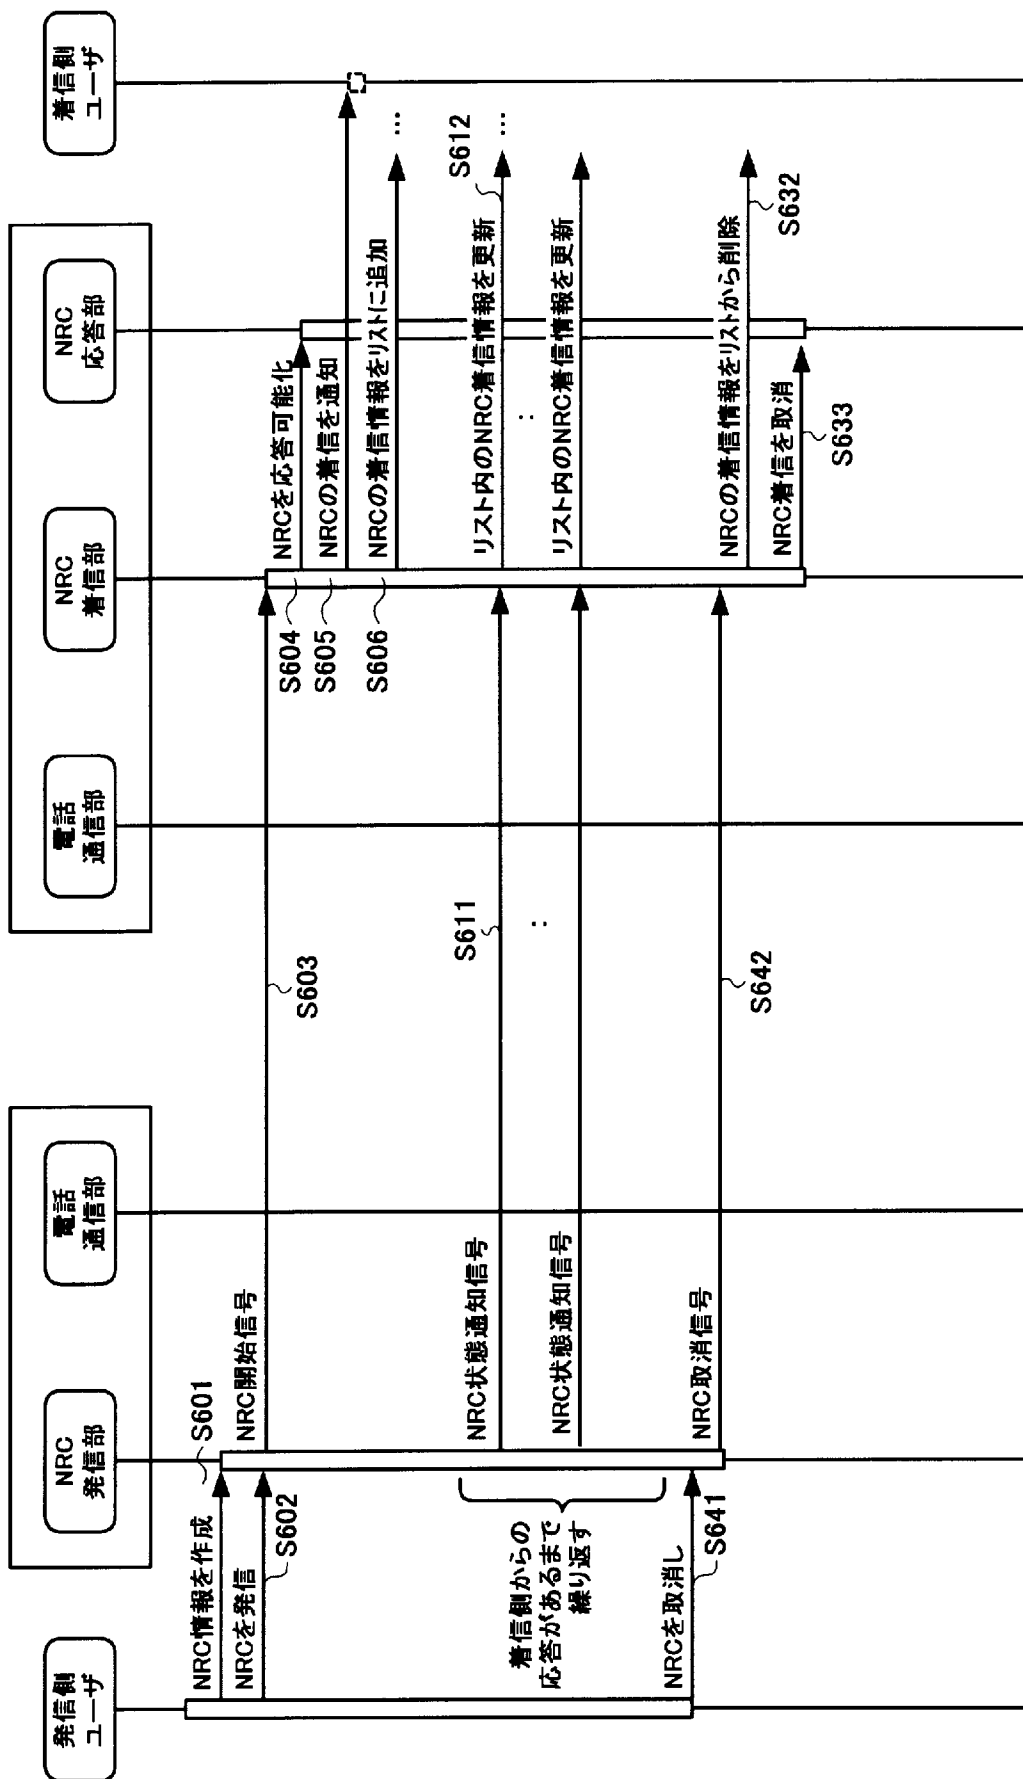 発信側
ユーザ
NRC
発信部
電話
通信部
電話
通信部
NRC
着信部
NRC
応答部
着信側
ユーザ
NRC情報を作成
S601
NRCを発信
S602
NRC開始信号
S603
NRCを応答可能化
S604
NRCの着信を通知
S605
NRCの着信情報をリストに追加
S606
…
NRC状態通知信号
S611
リスト内のNRC着信情報を更新
S612
…
:
:
NRC状態通知信号
リスト内のNRC着信情報を更新
着信側からの
応答があるまで
繰り返す
NRCを取消し
S641
NRC取消信号
S642
NRCの着信情報をリストから削除
S632
NRC着信を取消
S633